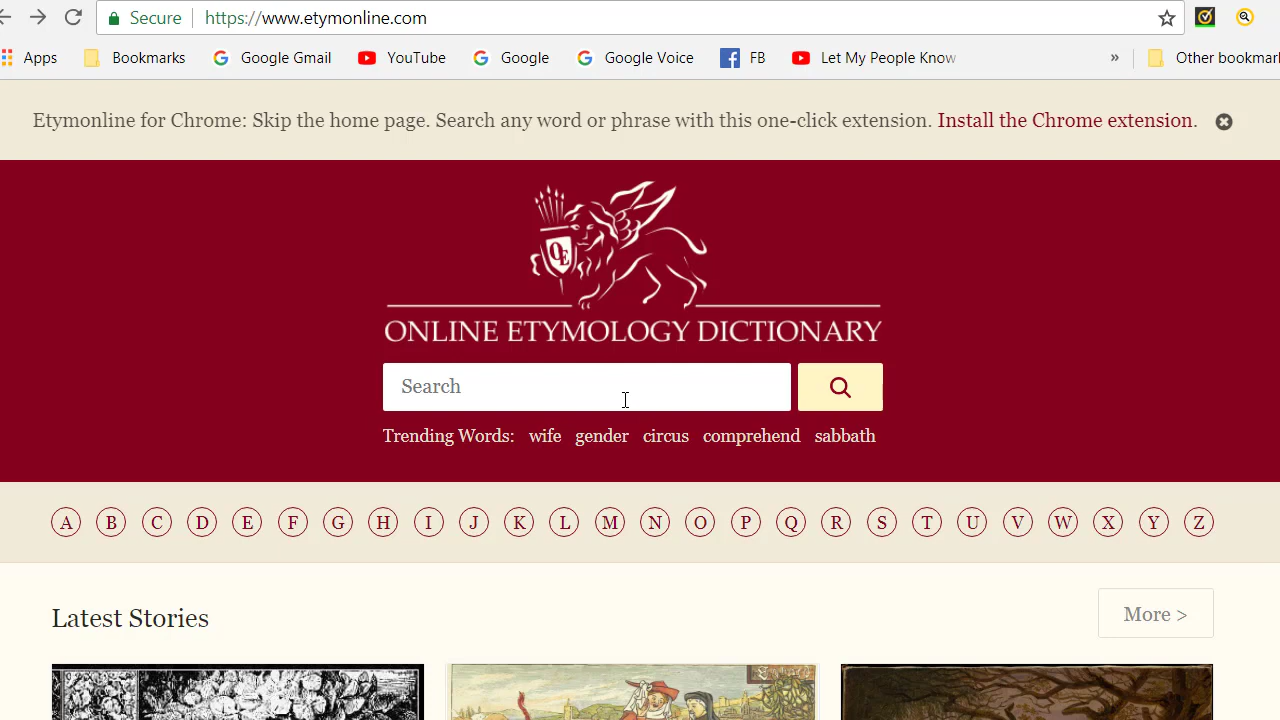 Secure https://www.etymonline.com
Apps Bookmarks Google Gmail YouTube Google Google Voice FB Let My People Know » Other bookmar
Etymonline for Chrome: Skip the home page. Search any word or phrase with this one-click extension. Install the Chrome extension.
OE
ONLINE ETYMOLOGY DICTIONARY
Search
Trending Words: wife gender circus comprehend sabbath
A B C D E F G H I J K L M N O P Q R S T U V W X Y Z
Latest Stories
More >